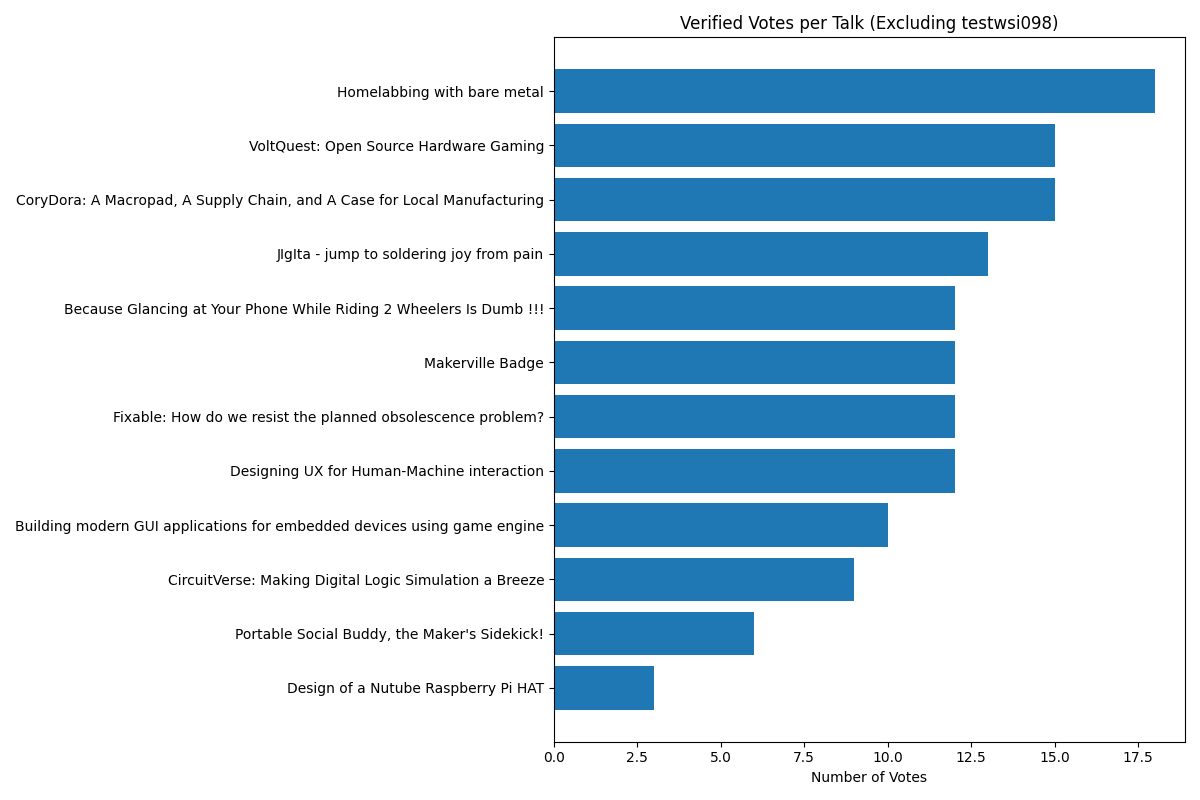 Verified Votes per Talk (Excluding testwsi098)
Homelabbing with bare metal
VoltQuest: Open Source Hardware Gaming
CoryDora: A Macropad, A Supply Chain, and A Case for Local Manufacturing
JIgIta - jump to soldering joy from pain
Because Glancing at Your Phone While Riding 2 Wheelers Is Dumb !!!
Makerville Badge
Fixable: How do we resist the planned obsolescence problem?
Designing UX for Human-Machine interaction
Building modern GUI applications for embedded devices using game engine
CircuitVerse: Making Digital Logic Simulation a Breeze
Portable Social Buddy, the Maker's Sidekick!
Design of a Nutube Raspberry Pi HAT
0.0 2.5 5.0 7.5 10.0 12.5 15.0 17.5
Number of Votes